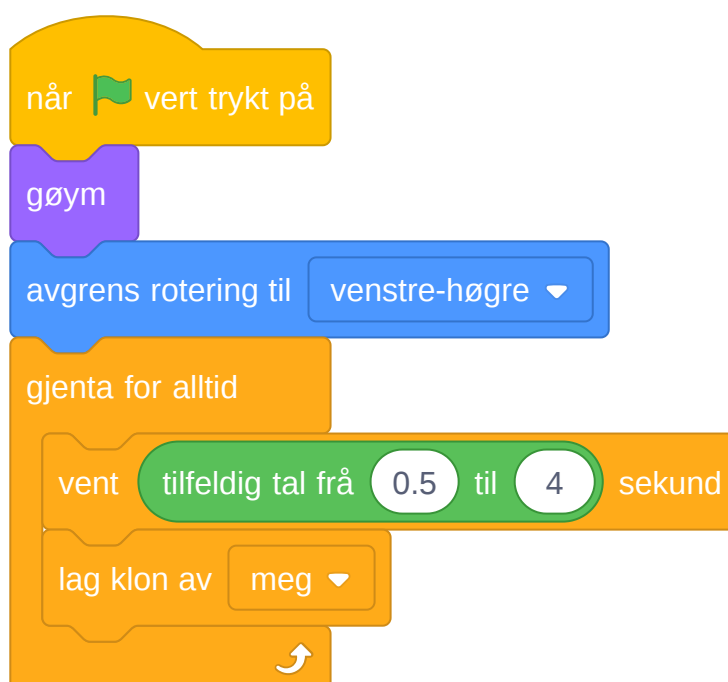 når vert trykt på
gøym
avgrens rotering til venstre-høgre
gjenta for alltid
vent tilfeldig tal frå 0.5 til 4 sekund
lag klon av meg